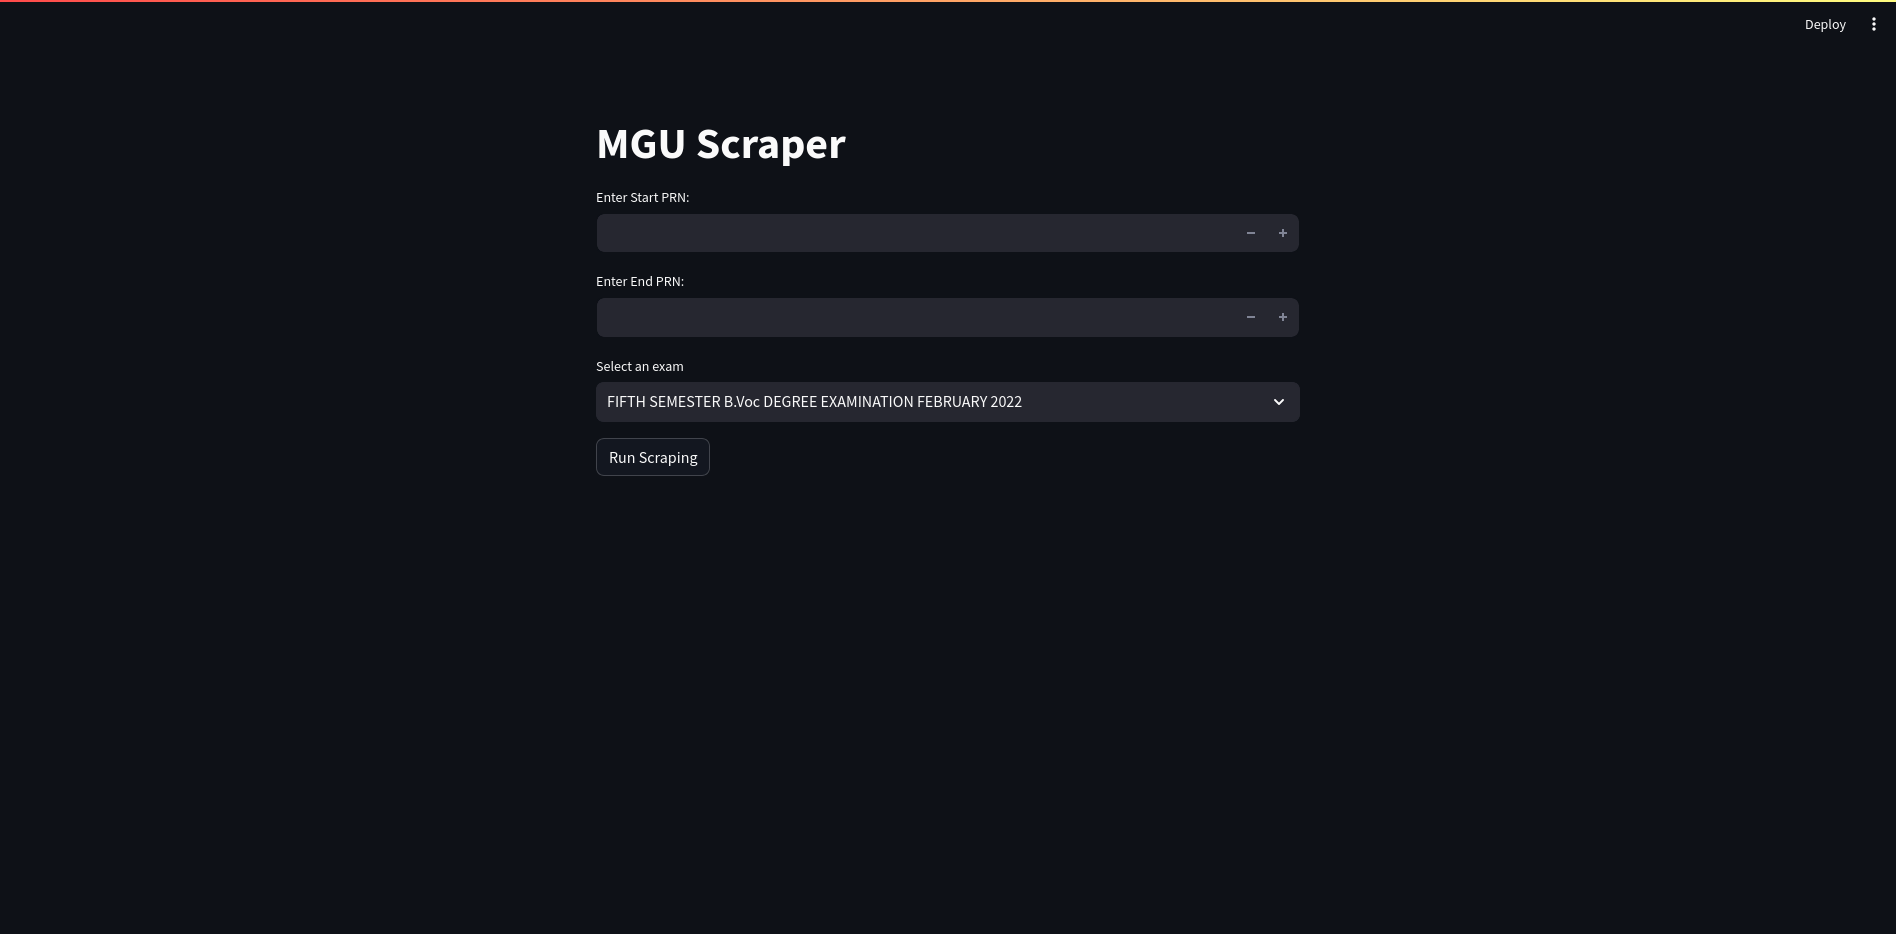 Deploy
MGU Scraper
Enter Start PRN:
Enter End PRN:
Select an exam
FIFTH SEMESTER B.Voc DEGREE EXAMINATION FEBRUARY 2022
Run Scraping